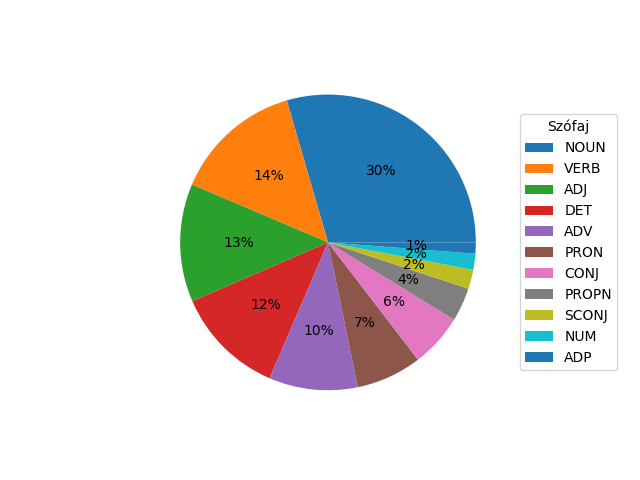 30%
14%
13%
12%
10%
7%
6%
4%
2%
2%
1%
Szófaj
NOUN
VERB
ADJ
DET
ADV
PRON
CONJ
PROPN
SCONJ
NUM
ADP